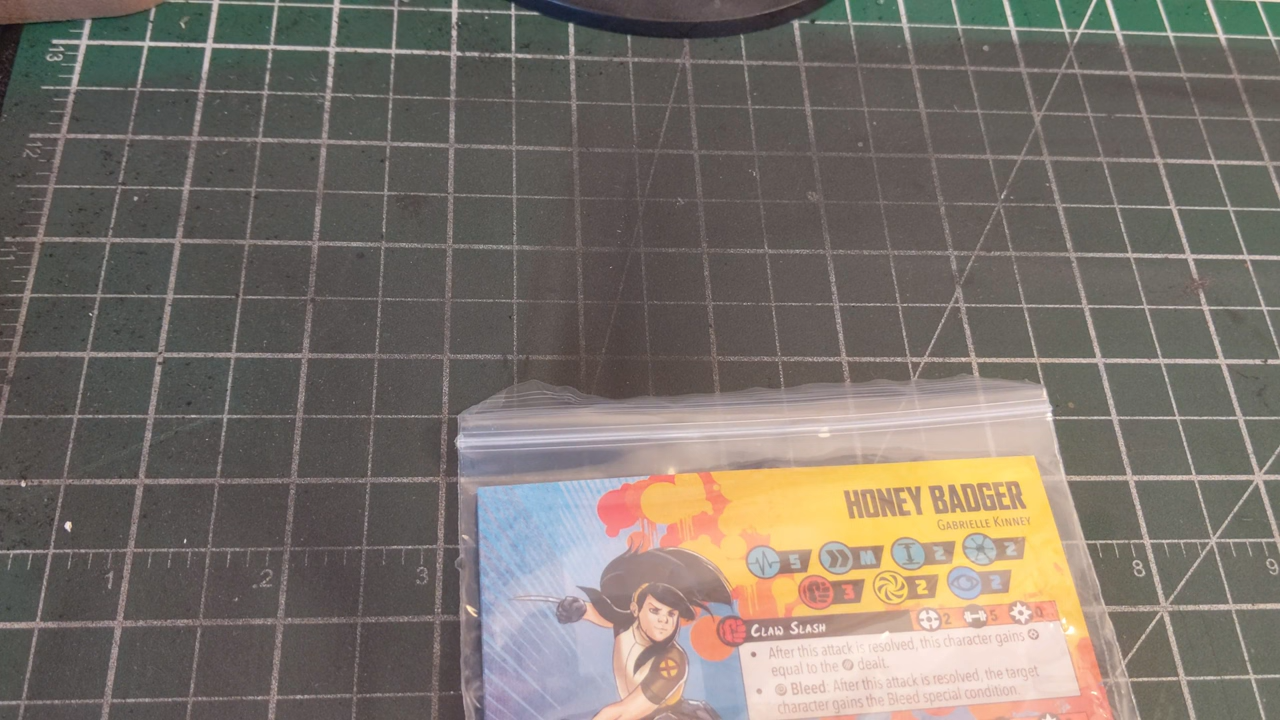 13
12
11
HONEY BADGER
GABRIELLE KINNEY
5 M 2 2
3 2 2
1 2 3 8 9
CLAW SLASH 2 5 0
• After this attack is resolved, this character gains
equal to the dealt.
• Bleed: After this attack is resolved, the target
character gains the Bleed special condition.